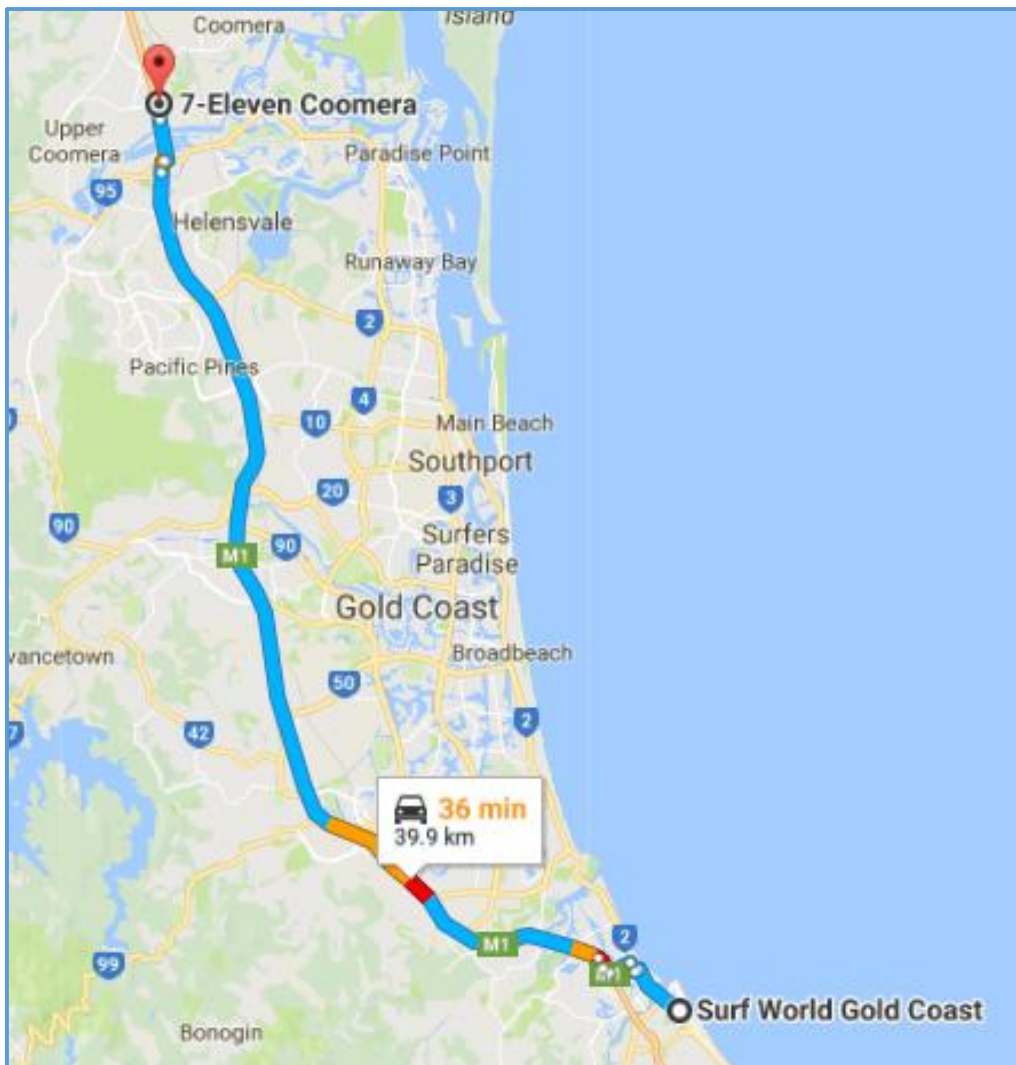 Island
Coomera
7-Eleven Coomera
Upper
Coomera
Paradise Point
95
Helensvale
Runaway Bay
2
Pacific Pines
4
10
Main Beach
Southport
20
3
90
Surfers
Paradise
M1
90
Gold Coast
Broadbeach
vancetown
50
2
42
7
36 min
39.9 km
M1
2
99
Surf World Gold Coast
Bonogin